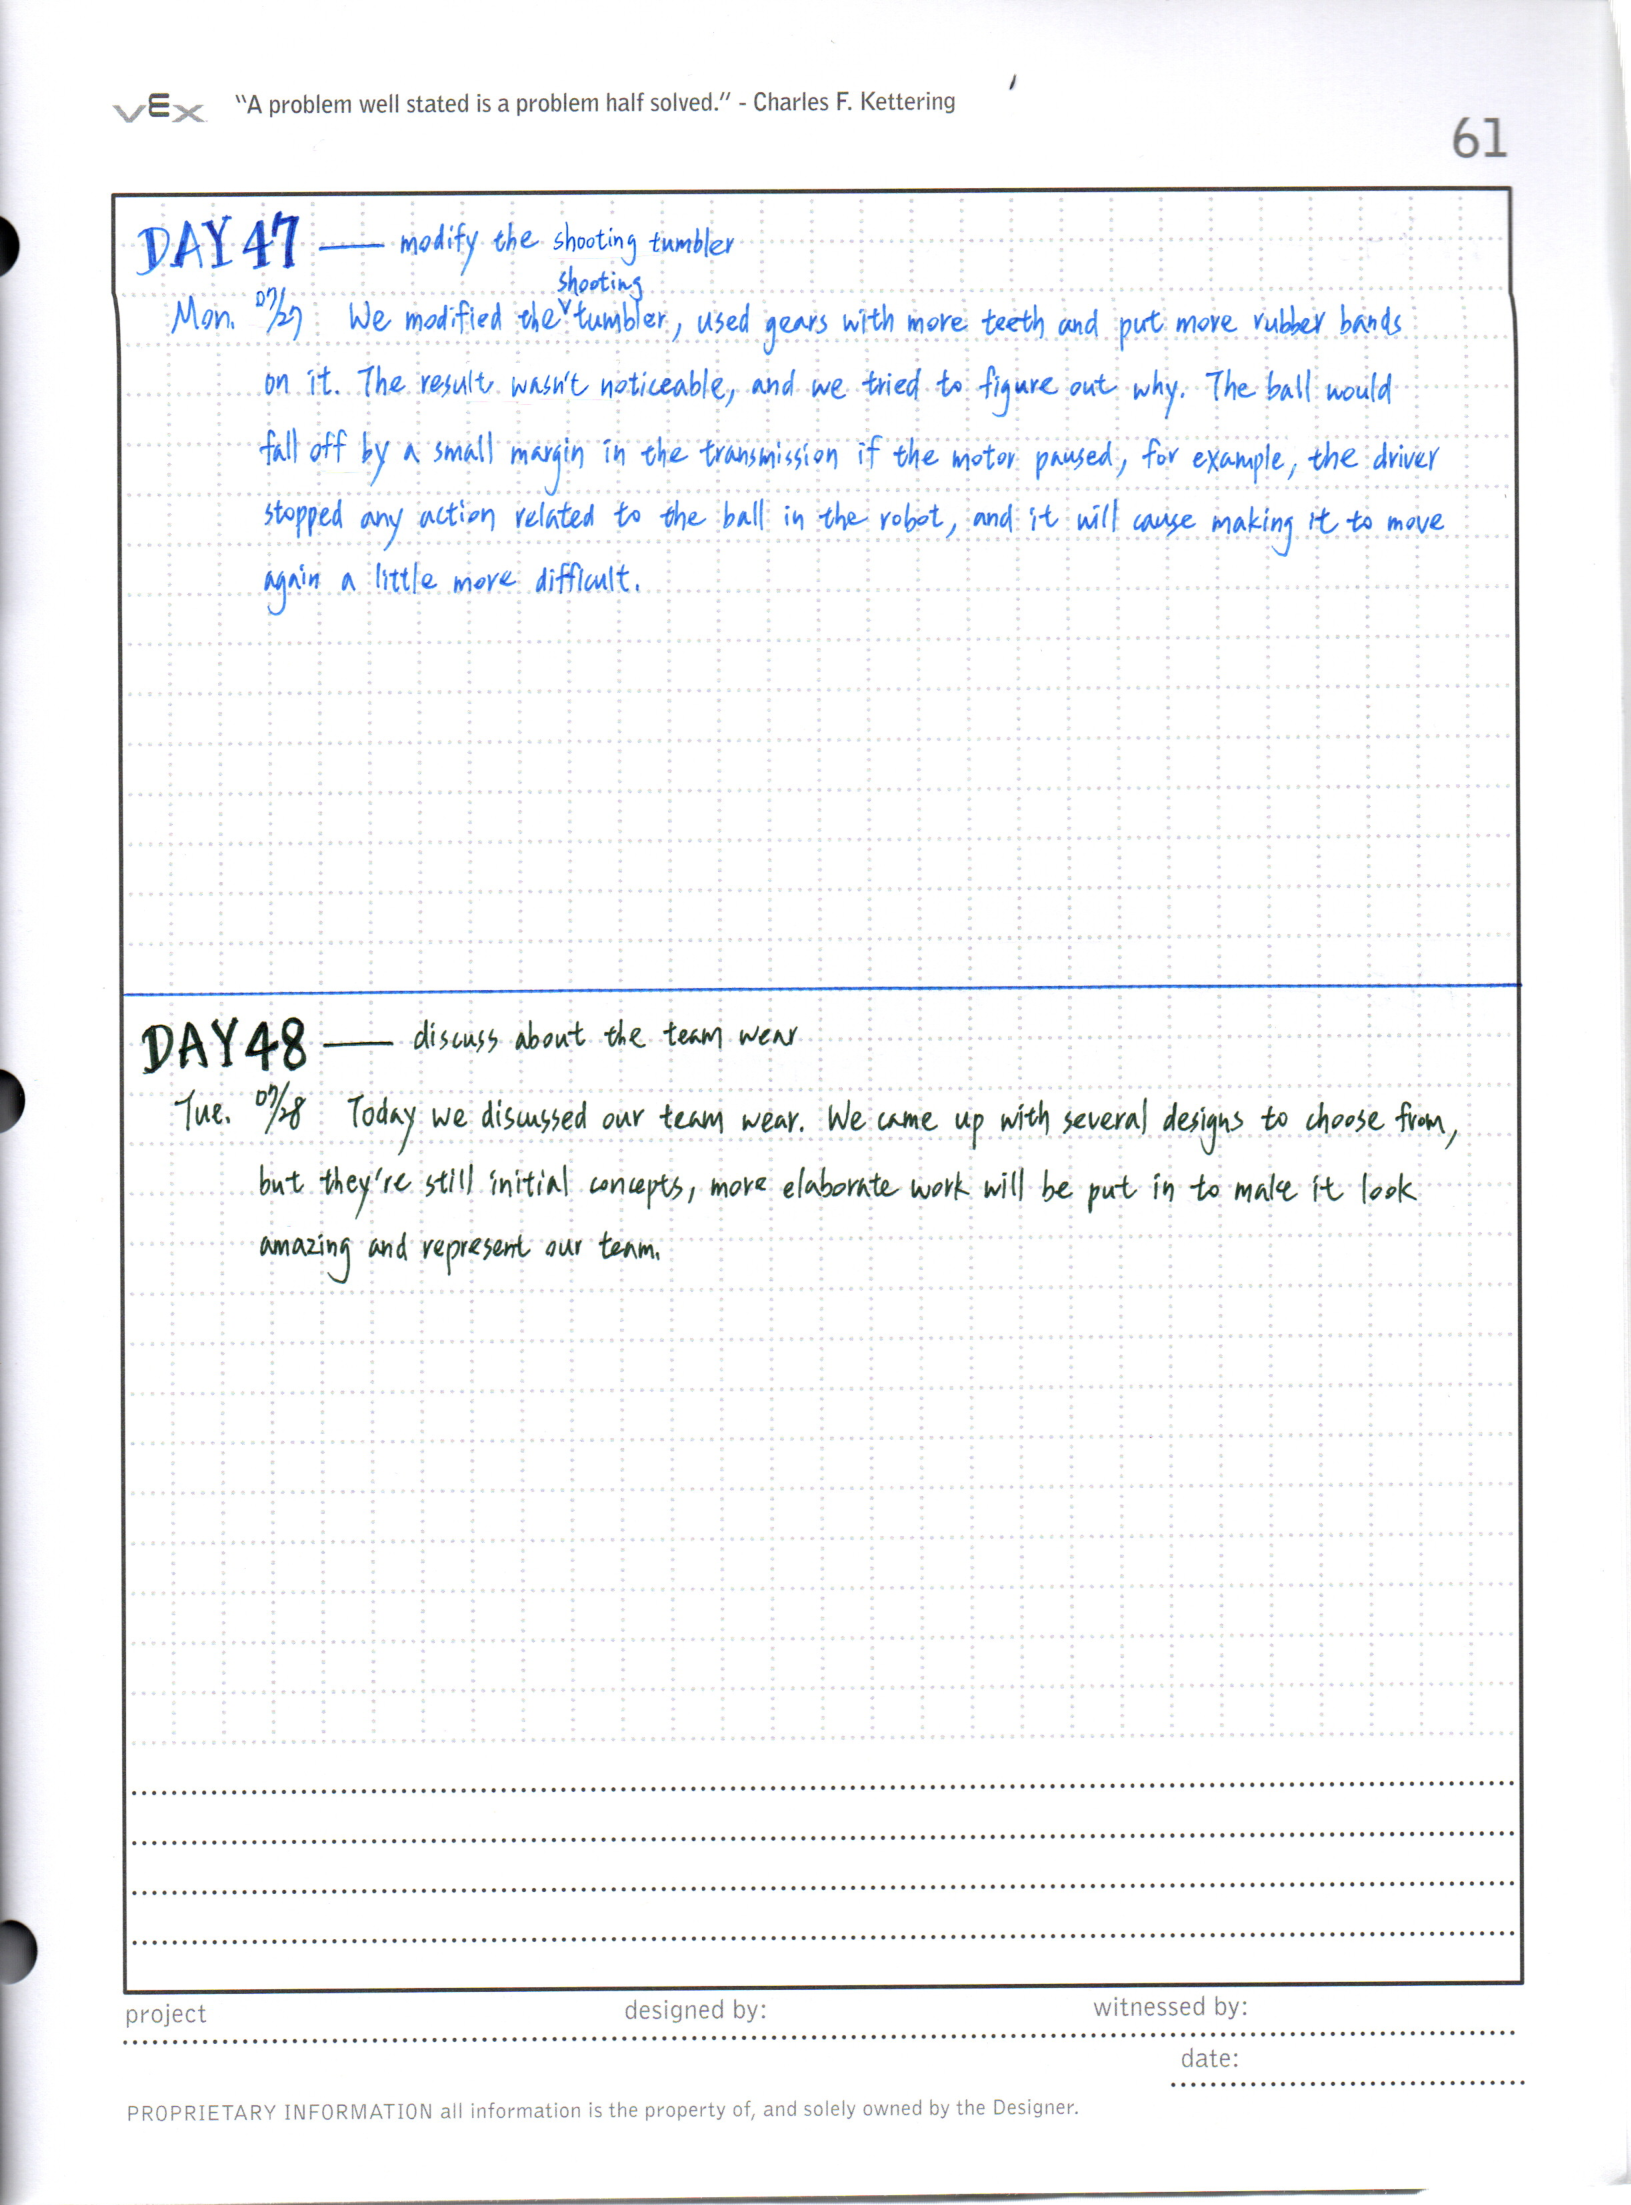 VEX "A problem well stated is a problem half solved." - Charles F. Kettering
61
DAY 47 — modify the shooting tumbler
shooting
Mon. 07/27 We modified the ˅ tumbler, used gears with more teeth and put more rubber bands
on it. The result wasn't noticeable, and we tried to figure out why. The ball would
fall off by a small margin in the transmission if the motor paused, for example, the driver
stopped any action related to the ball in the robot, and it will cause making it to move
again a little more difficult.
DAY 48 — discuss about the team wear
Tue. 07/28 Today we discussed our team wear. We came up with several designs to choose from,
but they're still initial concepts, more elaborate work will be put in to make it look
amazing and represent our team.
project designed by: witnessed by:
date:
PROPRIETARY INFORMATION all information is the property of, and solely owned by the Designer.